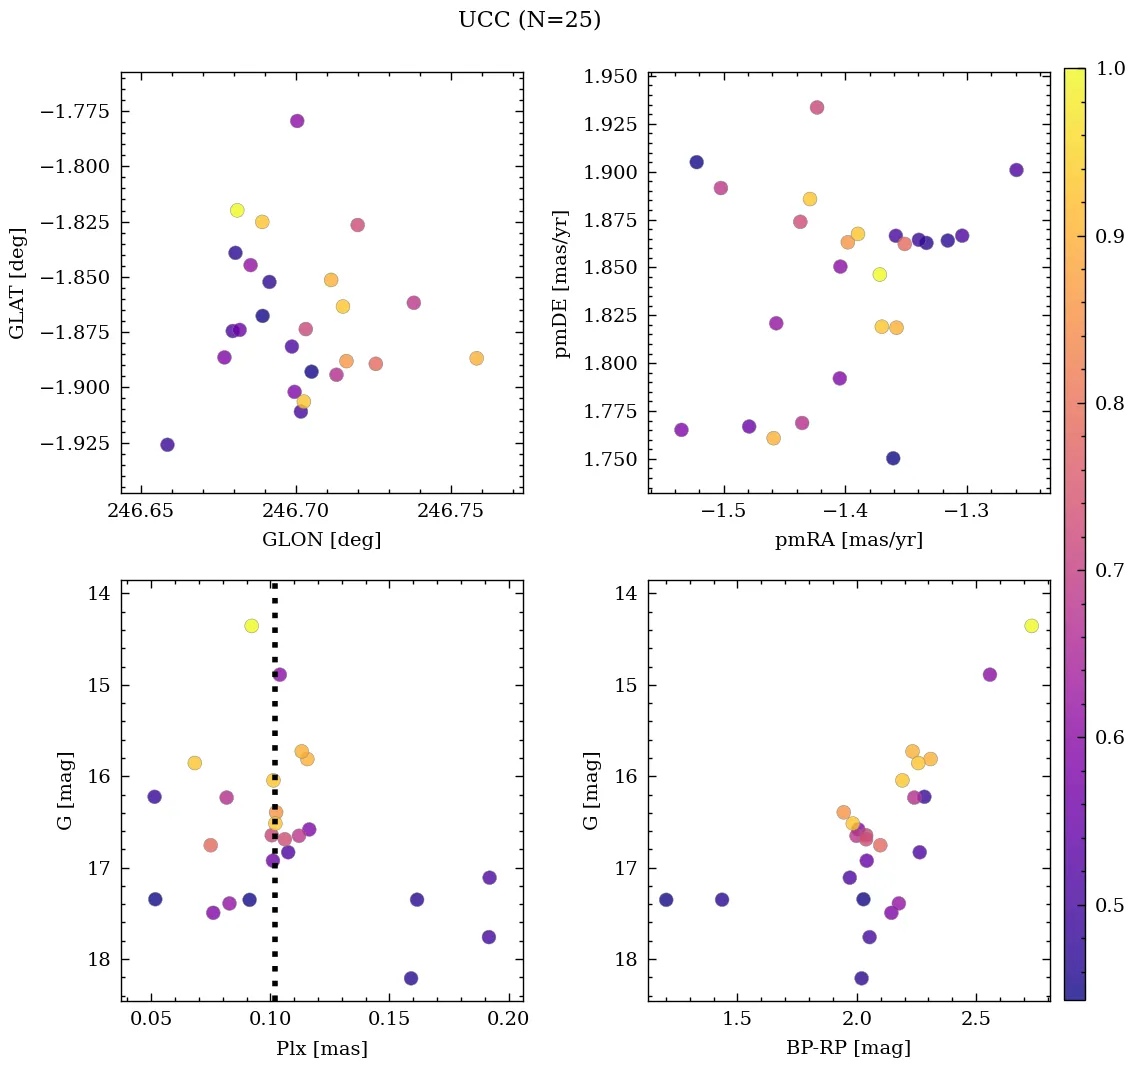 UCC (N=25)
−1.775
−1.800
−1.825
−1.850
−1.875
−1.900
−1.925
GLAT [deg]
246.65 246.70 246.75
GLON [deg]
1.950
1.925
1.900
1.875
1.850
1.825
1.800
1.775
1.750
pmDE [mas/yr]
−1.5 −1.4 −1.3
pmRA [mas/yr]
14
15
16
17
18
G [mag]
0.05 0.10 0.15 0.20
Plx [mas]
14
15
16
17
18
G [mag]
1.5 2.0 2.5
BP-RP [mag]
1.0
0.9
0.8
0.7
0.6
0.5